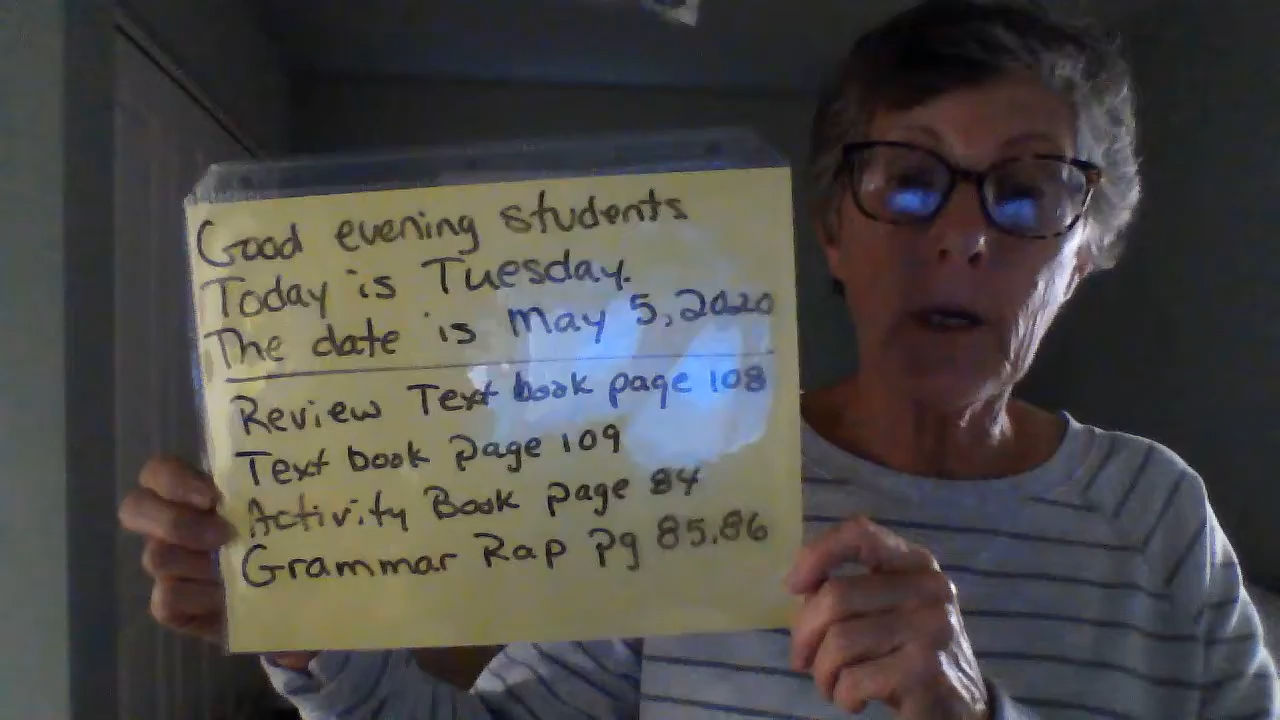 Good evening students
Today is Tuesday.
The date is May 5, 2020
Review Text book page 108
Text book page 109
Activity Book page 84
Grammar Rap pg 85,86